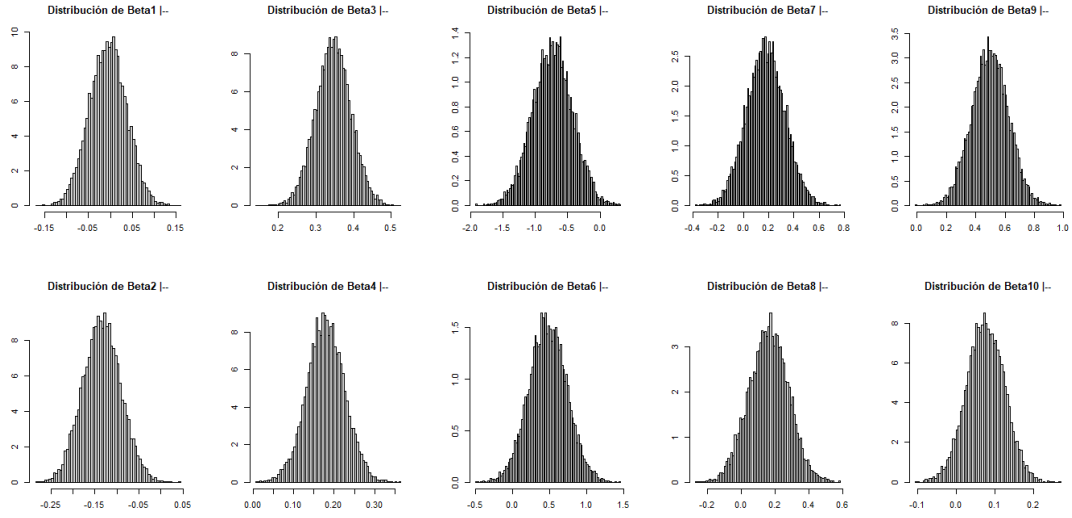 Distribución de Beta1 |--
0 2 4 6 8 10
-0.15 -0.05 0.05 0.15
Distribución de Beta3 |--
0 2 4 6 8
0.2 0.3 0.4 0.5
Distribución de Beta5 |--
0.0 0.2 0.4 0.6 0.8 1.0 1.2 1.4
-2.0 -1.5 -1.0 -0.5 0.0
Distribución de Beta7 |--
0.0 0.5 1.0 1.5 2.0 2.5
-0.4 -0.2 0.0 0.2 0.4 0.6 0.8
Distribución de Beta9 |--
0.0 0.5 1.0 1.5 2.0 2.5 3.0 3.5
0.0 0.2 0.4 0.6 0.8 1.0
Distribución de Beta2 |--
0 2 4 6 8
-0.25 -0.15 -0.05 0.05
Distribución de Beta4 |--
0 2 4 6 8
0.00 0.10 0.20 0.30
Distribución de Beta6 |--
0.0 0.5 1.0 1.5
-0.5 0.0 0.5 1.0 1.5
Distribución de Beta8 |--
0 1 2 3
-0.2 0.0 0.2 0.4 0.6
Distribución de Beta10 |--
0 2 4 6 8
-0.1 0.0 0.1 0.2